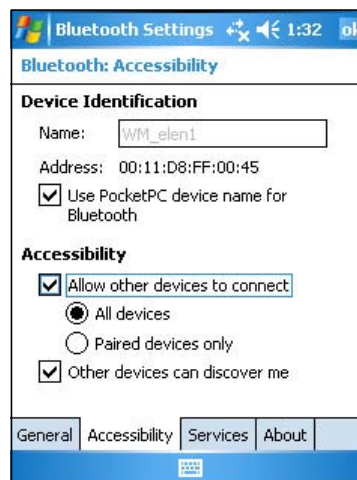 Bluetooth Settings 1:32 ok
Bluetooth: Accessibility
Device Identification
Name: WM_elen1
Address: 00:11:D8:FF:00:45
Use PocketPC device name for
Bluetooth
Accessibility
Allow other devices to connect
All devices
Paired devices only
Other devices can discover me
General Accessibility Services About